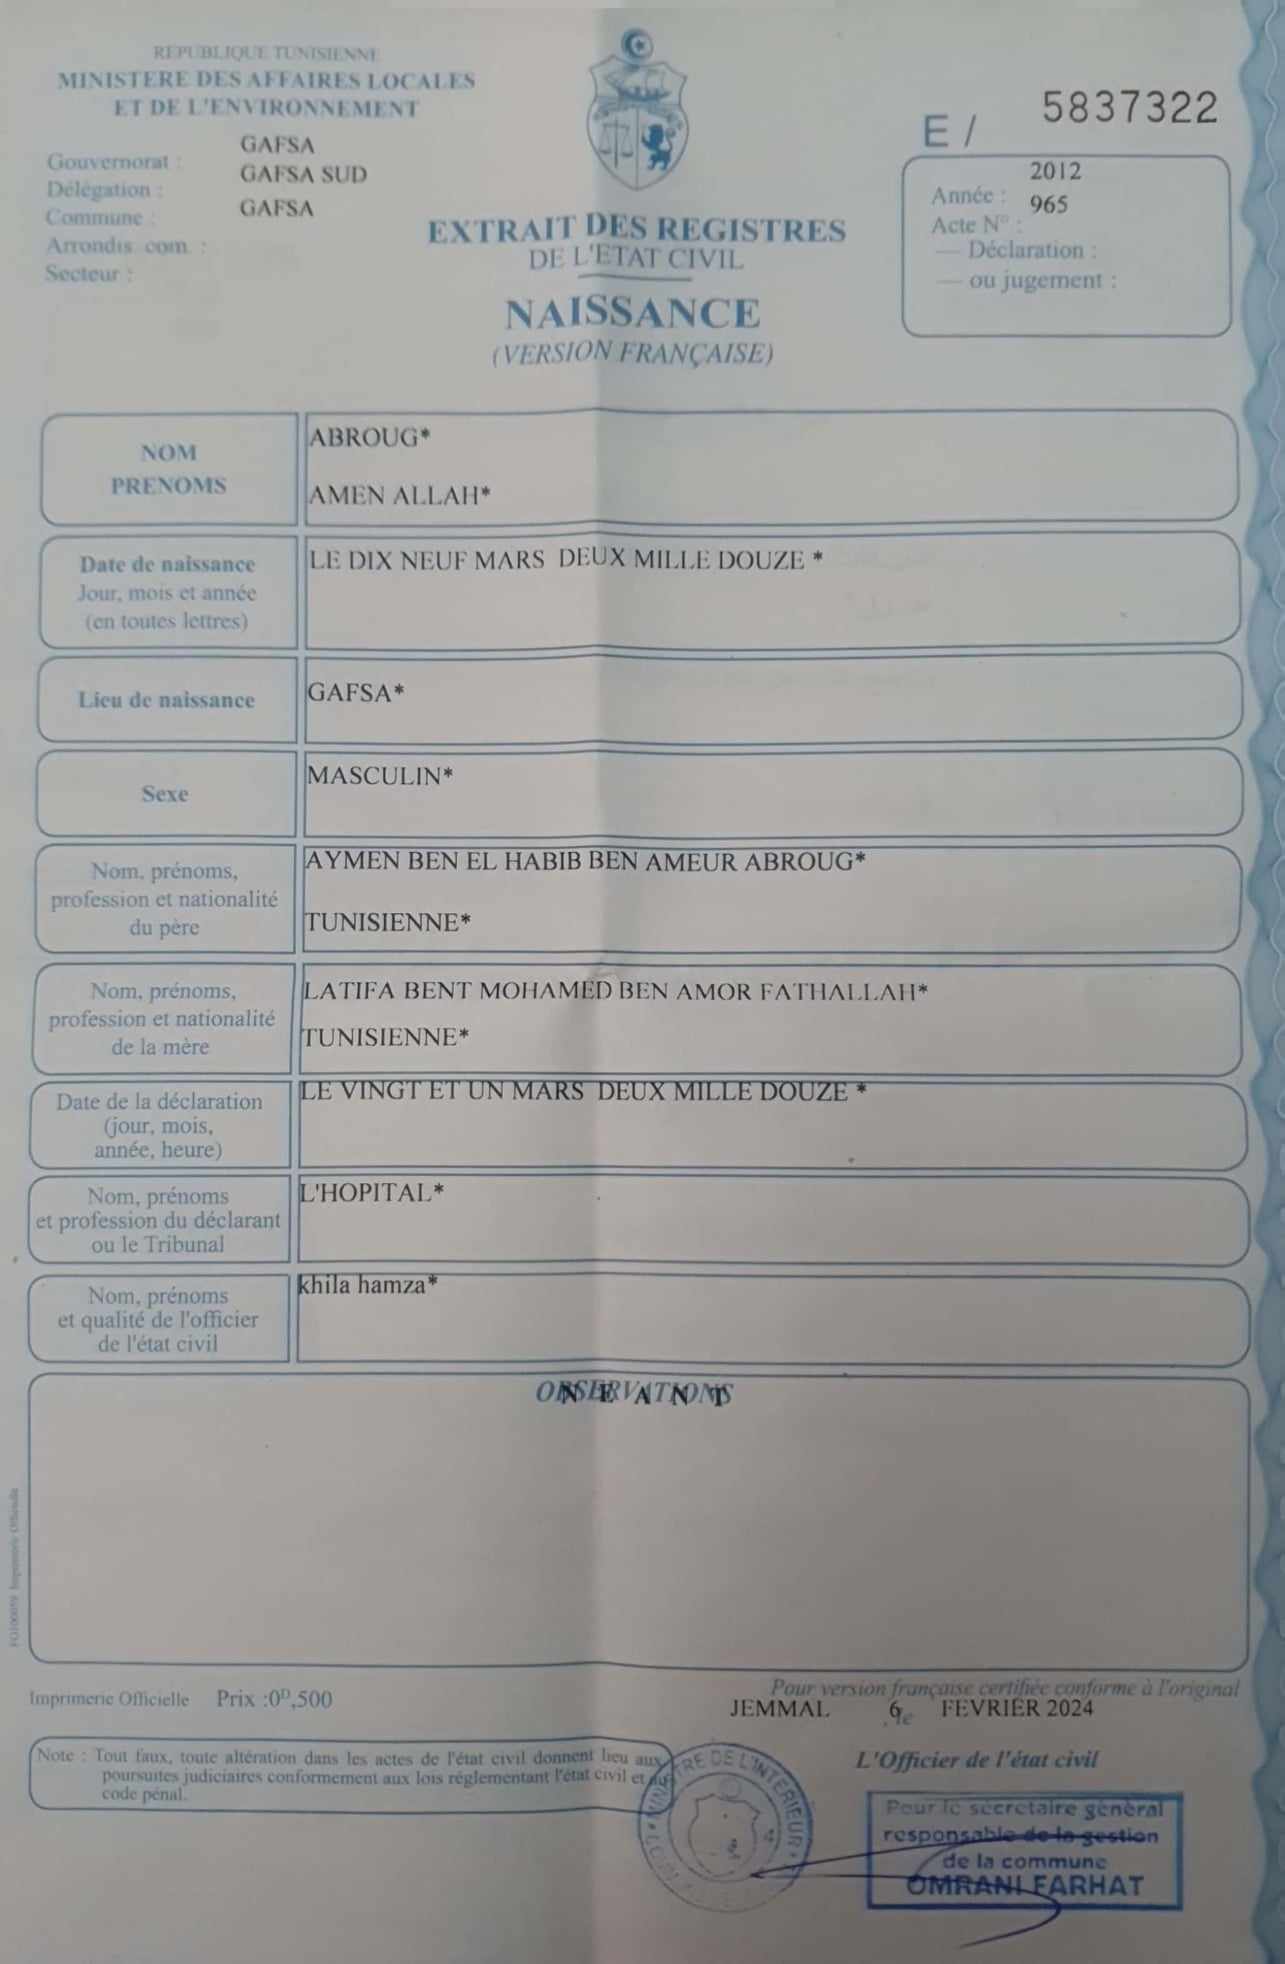 REPUBLIQUE TUNISIENNE
MINISTERE DES AFFAIRES LOCALES
ET DE L'ENVIRONNEMENT
Gouvernorat : GAFSA
Délégation : GAFSA SUD
Commune : GAFSA
Arrondis. com. :
Secteur :
EXTRAIT DES REGISTRES
DE L'ETAT CIVIL
NAISSANCE
(VERSION FRANÇAISE)
E / 5837322
Année : 2012
Acte N° : 965
— Déclaration :
— ou jugement :
NOM
PRENOMS
ABROUG*
AMEN ALLAH*
Date de naissance
Jour, mois et année
(en toutes lettres)
LE DIX NEUF MARS DEUX MILLE DOUZE *
Lieu de naissance
GAFSA*
Sexe
MASCULIN*
Nom, prénoms,
profession et nationalité
du père
AYMEN BEN EL HABIB BEN AMEUR ABROUG*
TUNISIENNE*
Nom, prénoms,
profession et nationalité
de la mère
LATIFA BENT MOHAMED BEN AMOR FATHALLAH*
TUNISIENNE*
Date de la déclaration
(jour, mois,
année, heure)
LE VINGT ET UN MARS DEUX MILLE DOUZE *
Nom, prénoms
et profession du déclarant
ou le Tribunal
L'HOPITAL*
Nom, prénoms
et qualité de l'officier
de l'état civil
khila hamza*
OBSERVATIONS
N E A N T
FO100059 Imprimerie Officielle
Imprimerie Officielle Prix :0ᴰ,500
Pour version française certifiée conforme à l'original
JEMMAL le 6 FEVRIER 2024
Note : Tout faux, toute altération dans les actes de l'état civil donnent lieu aux
poursuites judiciaires conformement aux lois réglementant l'état civil et au
code pénal.
L'Officier de l'état civil
MINISTRE DE L'INTERIEUR
Pour le secrétaire général
responsable de la gestion
de la commune
OMRANI FARHAT